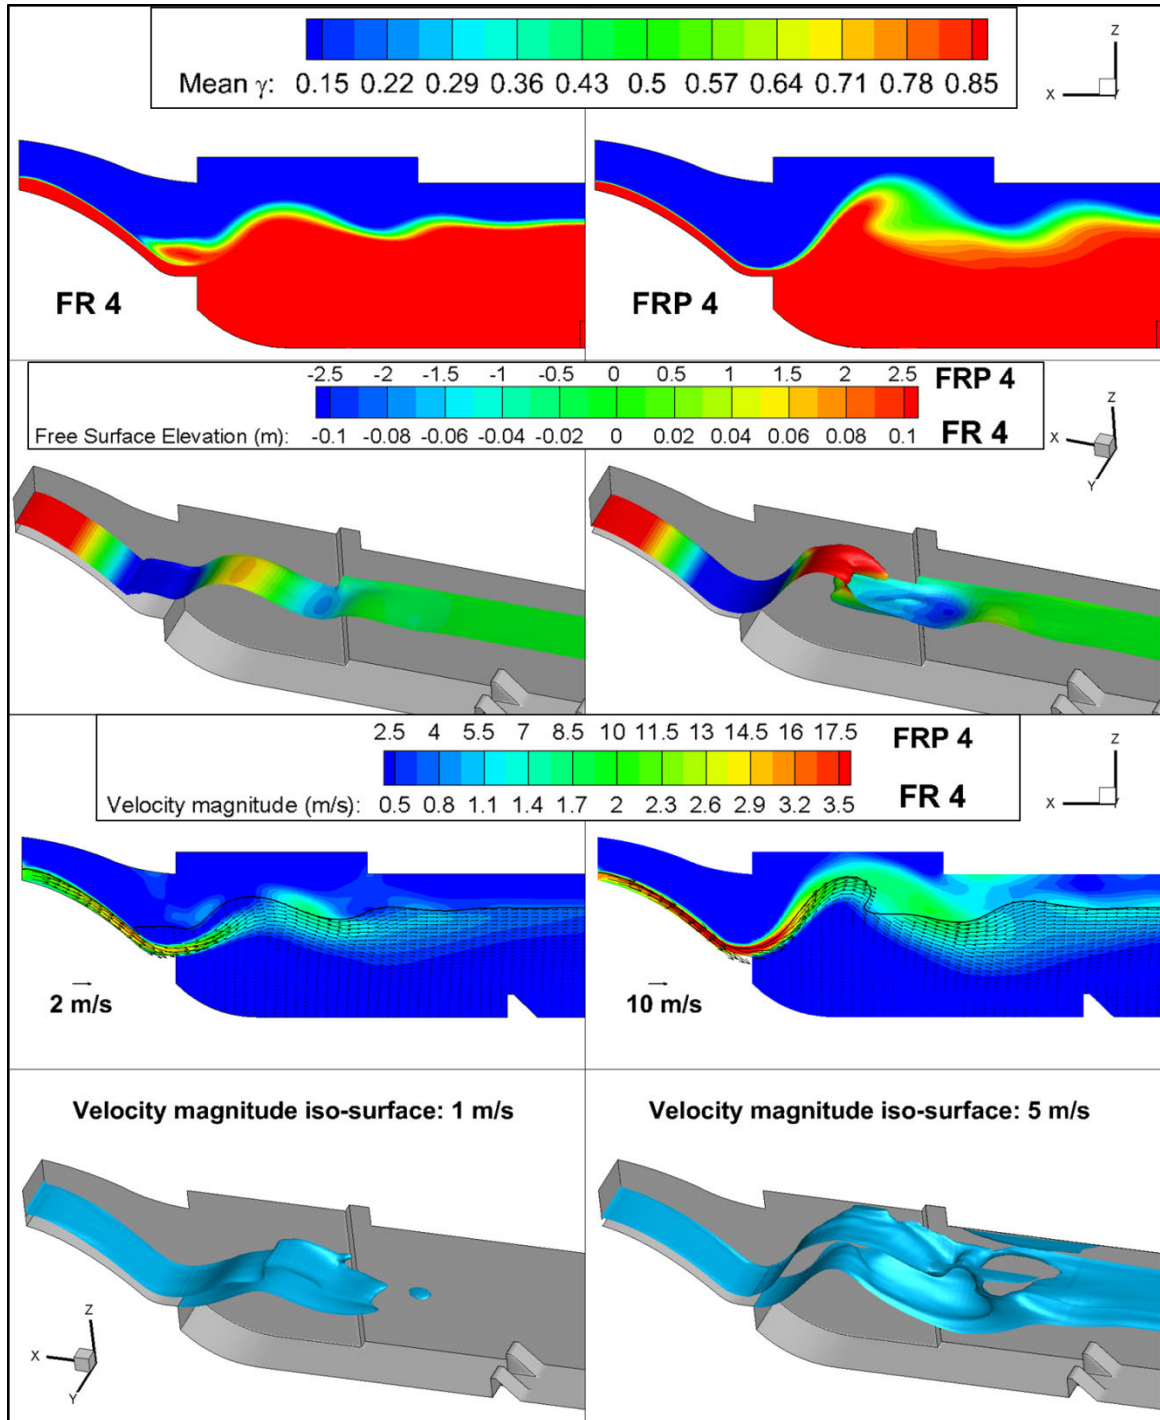 Mean γ: 0.15 0.22 0.29 0.36 0.43 0.5 0.57 0.64 0.71 0.78 0.85
Z
X
Y
FR 4
FRP 4
-2.5 -2 -1.5 -1 -0.5 0 0.5 1 1.5 2 2.5 FRP 4
Free Surface Elevation (m): -0.1 -0.08 -0.06 -0.04 -0.02 0 0.02 0.04 0.06 0.08 0.1 FR 4
Z
X
Y
2.5 4 5.5 7 8.5 10 11.5 13 14.5 16 17.5 FRP 4
Velocity magnitude (m/s): 0.5 0.8 1.1 1.4 1.7 2 2.3 2.6 2.9 3.2 3.5 FR 4
Z
X
Y
2 m/s
10 m/s
Velocity magnitude iso-surface: 1 m/s
Velocity magnitude iso-surface: 5 m/s
Z
X
Y